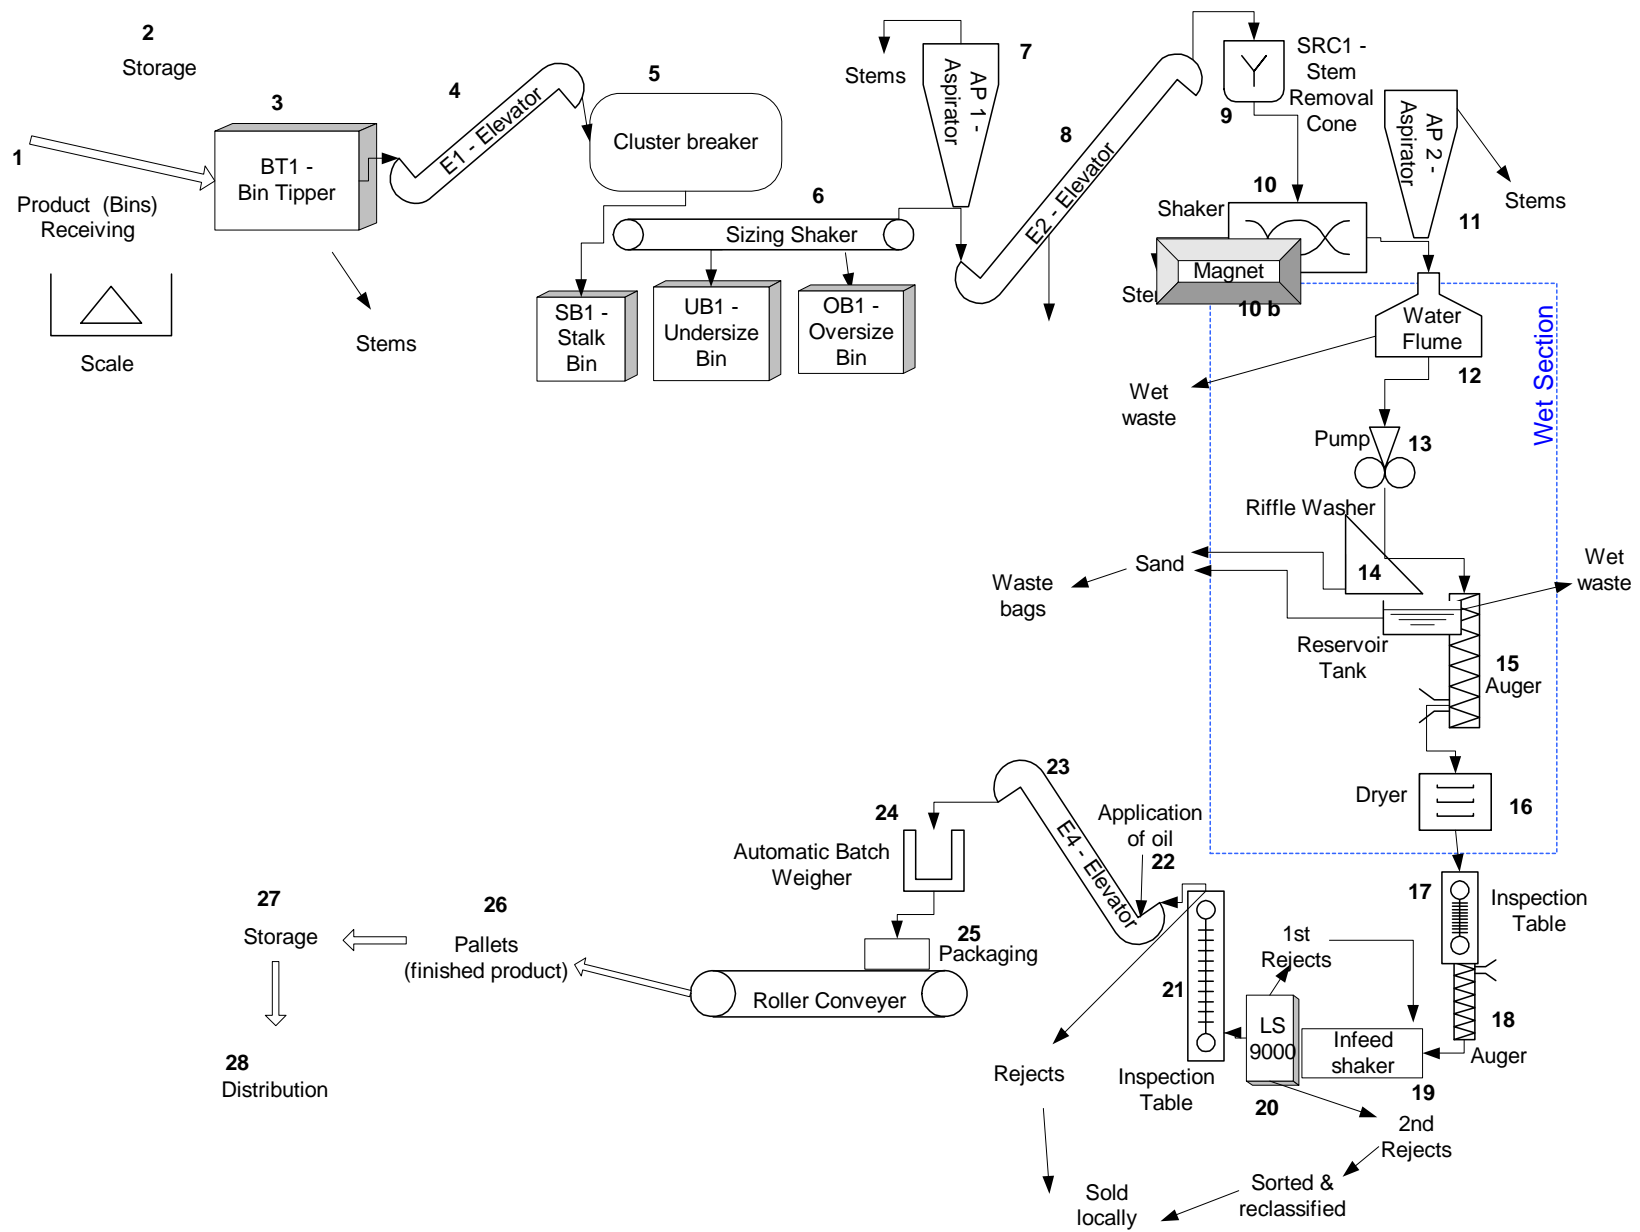 2
Storage
1
Product (Bins)
Receiving
Scale
3
BT1 -
Bin Tipper
Stems
4
E1 - Elevator
5
Cluster breaker
6
Sizing Shaker
SB1 -
Stalk
Bin
UB1 -
Undersize
Bin
OB1 -
Oversize
Bin
Stems
7
AP 1 -
Aspirator
8
E2 - Elevator
SRC1 -
Stem
Removal
Cone
9
10
Shaker
Magnet
Ste
10 b
AP 2 -
Aspirator
Stems
11
Water
Flume
12
Wet
waste
Wet Section
Pump
13
Riffle Washer
14
Sand
Waste
bags
Wet
waste
Reservoir
Tank
15
Auger
Dryer
16
17
Inspection
Table
18
Auger
Infeed
shaker
19
1st
Rejects
LS
9000
20
2nd
Rejects
Sorted &
reclassified
Sold
locally
21
Inspection
Table
Rejects
Application
of oil
22
23
E4 - Elevator
24
Automatic Batch
Weigher
25
Packaging
Roller Conveyer
26
Pallets
(finished product)
27
Storage
28
Distribution